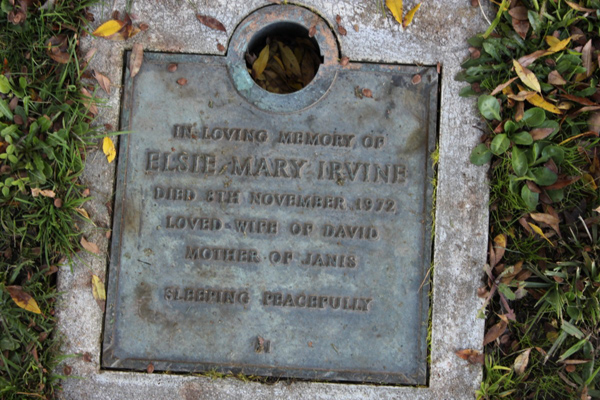 IN LOVING MEMORY OF
ELSIE MARY IRVINE
DIED 8TH NOVEMBER 1972
LOVED WIFE OF DAVID
MOTHER OF JANIS
SLEEPING PEACEFULLY